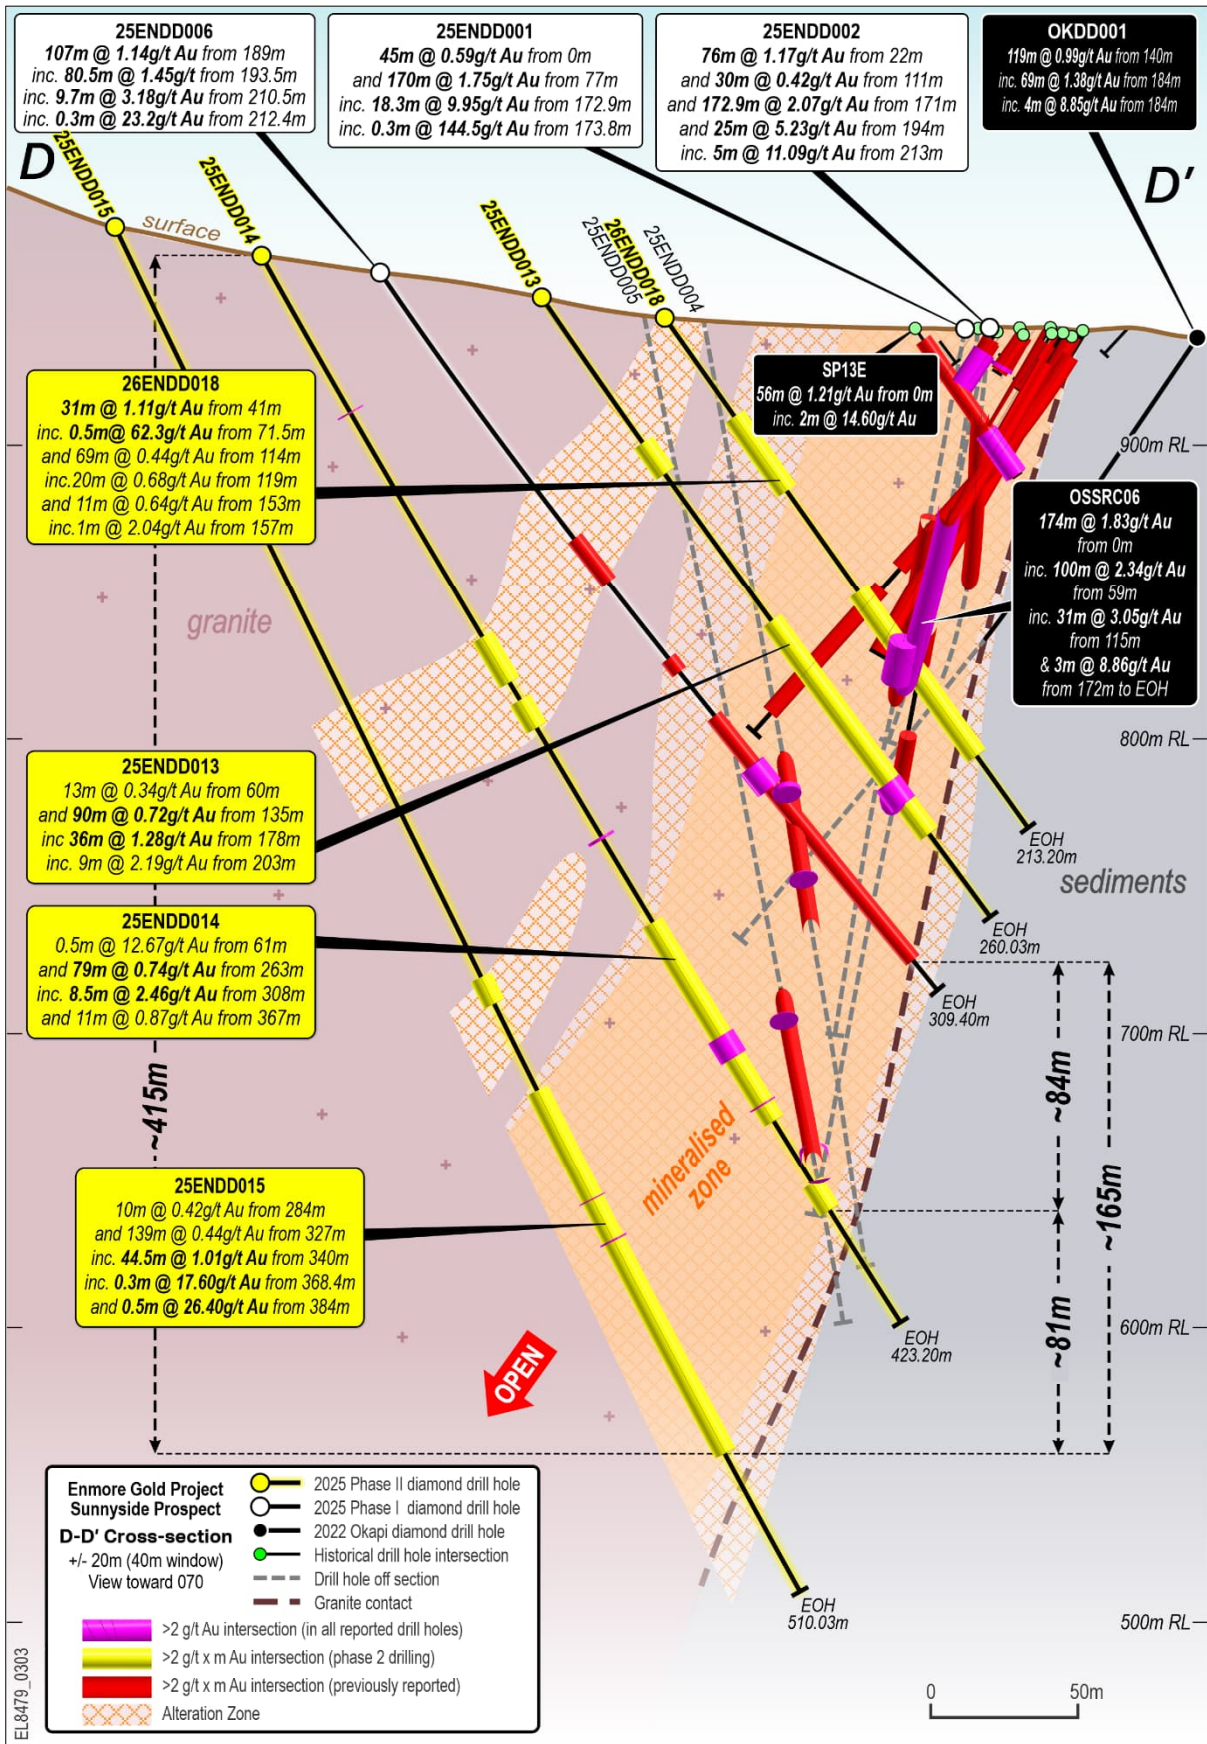 25ENDD006
107m @ 1.14g/t Au from 189m
inc. 80.5m @ 1.45g/t from 193.5m
inc. 9.7m @ 3.18g/t Au from 210.5m
inc. 0.3m @ 23.2g/t Au from 212.4m
25ENDD001
45m @ 0.59g/t Au from 0m
and 170m @ 1.75g/t Au from 77m
inc. 18.3m @ 9.95g/t Au from 172.9m
inc. 0.3m @ 144.5g/t Au from 173.8m
25ENDD002
76m @ 1.17g/t Au from 22m
and 30m @ 0.42g/t Au from 111m
and 172.9m @ 2.07g/t Au from 171m
and 25m @ 5.23g/t Au from 194m
inc. 5m @ 11.09g/t Au from 213m
OKDD001
119m @ 0.99g/t Au from 140m
inc. 69m @ 1.38g/t Au from 184m
inc. 4m @ 8.85g/t Au from 184m
D
D'
25ENDD015
25ENDD014
25ENDD013
25ENDD005
26ENDD018
25ENDD004
surface
SP13E
56m @ 1.21g/t Au from 0m
inc. 2m @ 14.60g/t Au
26ENDD018
31m @ 1.11g/t Au from 41m
inc. 0.5m@ 62.3g/t Au from 71.5m
and 69m @ 0.44g/t Au from 114m
inc.20m @ 0.68g/t Au from 119m
and 11m @ 0.64g/t Au from 153m
inc.1m @ 2.04g/t Au from 157m
900m RL
OSSRC06
174m @ 1.83g/t Au
from 0m
inc. 100m @ 2.34g/t Au
from 59m
inc. 31m @ 3.05g/t Au
from 115m
& 3m @ 8.86g/t Au
from 172m to EOH
granite
800m RL
25ENDD013
13m @ 0.34g/t Au from 60m
and 90m @ 0.72g/t Au from 135m
inc 36m @ 1.28g/t Au from 178m
inc. 9m @ 2.19g/t Au from 203m
EOH
213.20m
sediments
EOH
260.03m
25ENDD014
0.5m @ 12.67g/t Au from 61m
and 79m @ 0.74g/t Au from 263m
inc. 8.5m @ 2.46g/t Au from 308m
and 11m @ 0.87g/t Au from 367m
EOH
309.40m
700m RL
~415m
~84m
~165m
~81m
mineralised
zone
25ENDD015
10m @ 0.42g/t Au from 284m
and 139m @ 0.44g/t Au from 327m
inc. 44.5m @ 1.01g/t Au from 340m
inc. 0.3m @ 17.60g/t Au from 368.4m
and 0.5m @ 26.40g/t Au from 384m
600m RL
EOH
423.20m
OPEN
EOH
510.03m
500m RL
Enmore Gold Project
Sunnyside Prospect
D-D' Cross-section
+/- 20m (40m window)
View toward 070
2025 Phase II diamond drill hole
2025 Phase I diamond drill hole
2022 Okapi diamond drill hole
Historical drill hole intersection
Drill hole off section
Granite contact
>2 g/t Au intersection (in all reported drill holes)
>2 g/t x m Au intersection (phase 2 drilling)
>2 g/t x m Au intersection (previously reported)
Alteration Zone
EL8479_0303
0 50m